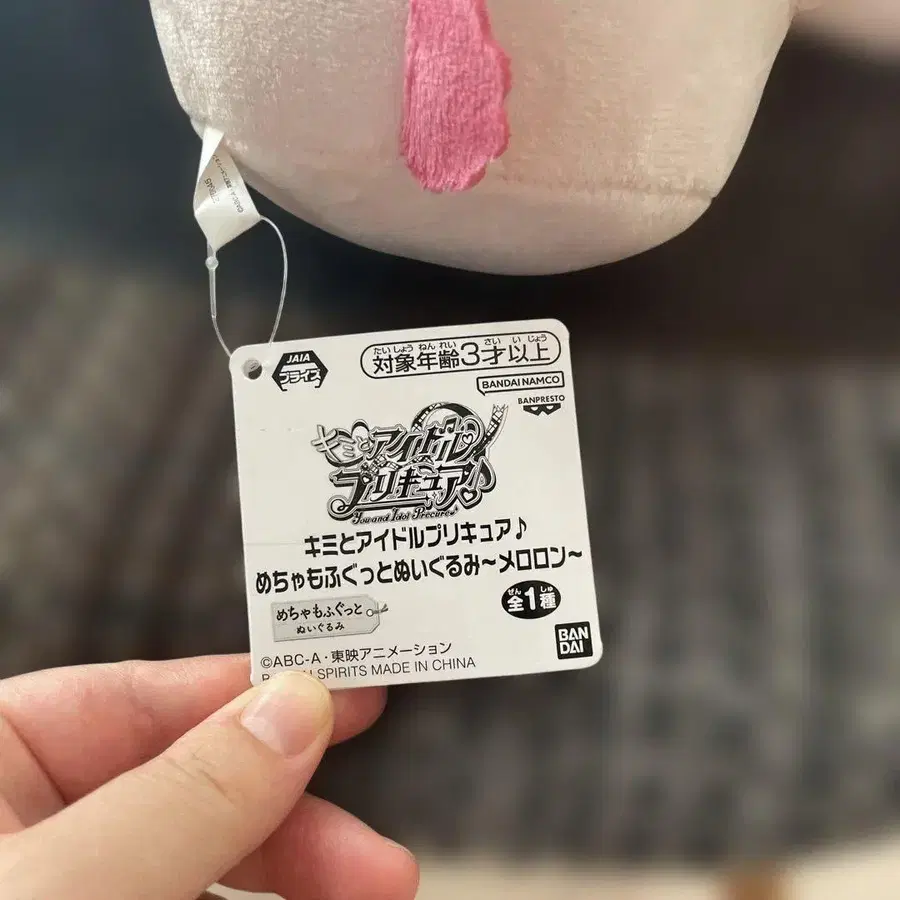 JAIA
プライズ
たいしょうねんれい さい いじょう
対象年齢3才以上
BANDAI NAMCO
BANPRESTO
キミとアイドル
プリキュア♪
You and Idol Precure♪
キミとアイドルプリキュア♪
めちゃもふぐっとぬいぐるみ〜メロロン〜
ぜん しゅ
全1種
めちゃもふぐっと
ぬいぐるみ
BAN
DAI
©ABC-A・東映アニメーション
SPIRITS MADE IN CHINA